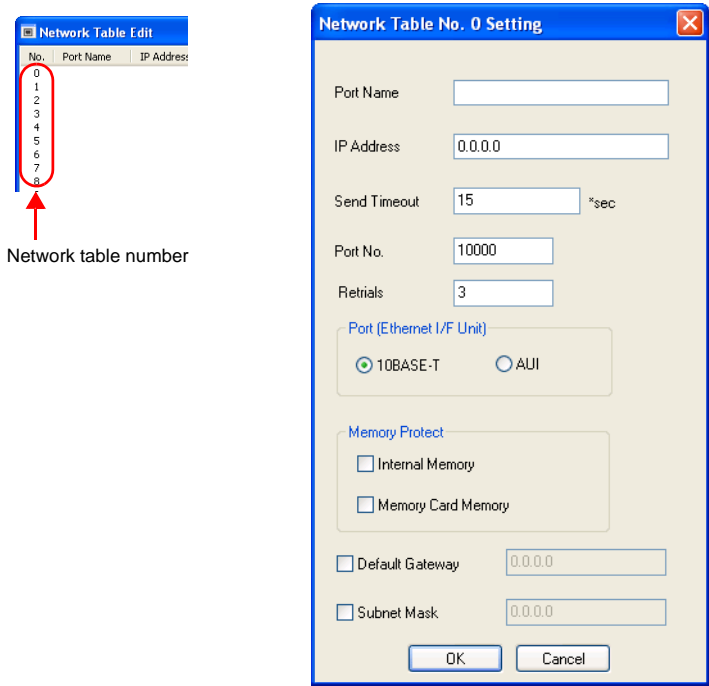 Network Table Edit
No. Port Name IP Address
0
1
2
3
4
5
6
7
8
Network table number
Network Table No. 0 Setting
Port Name
IP Address 0.0.0.0
Send Timeout 15 *sec
Port No. 10000
Retrials 3
Port (Ethernet I/F Unit)
10BASE-T AUI
Memory Protect
Internal Memory
Memory Card Memory
Default Gateway 0.0.0.0
Subnet Mask 0.0.0.0
OK Cancel